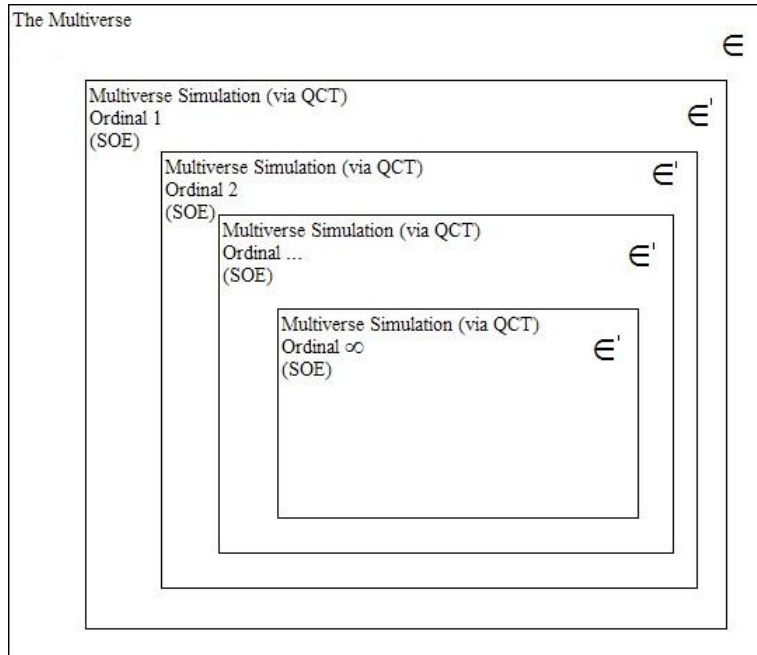 The Multiverse
∈
Multiverse Simulation (via QCT)
∈'
Ordinal 1
(SOE)
Multiverse Simulation (via QCT)
∈'
Ordinal 2
(SOE)
Multiverse Simulation (via QCT)
Ordinal ...
∈'
(SOE)
Multiverse Simulation (via QCT)
Ordinal ∞
∈'
(SOE)